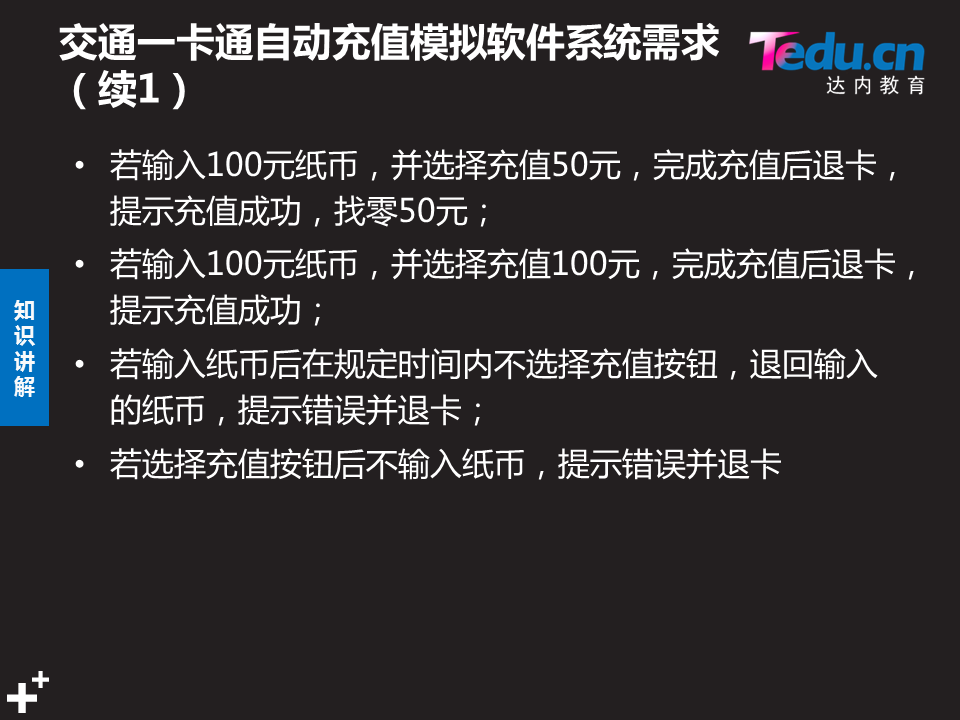 交通一卡通自动充值模拟软件系统需求
（续1）
Tedu.cn
达内教育
• 若输入100元纸币，并选择充值50元，完成充值后退卡，
提示充值成功，找零50元；
• 若输入100元纸币，并选择充值100元，完成充值后退卡，
提示充值成功；
• 若输入纸币后在规定时间内不选择充值按钮，退回输入
的纸币，提示错误并退卡；
• 若选择充值按钮后不输入纸币，提示错误并退卡
知
识
讲
解